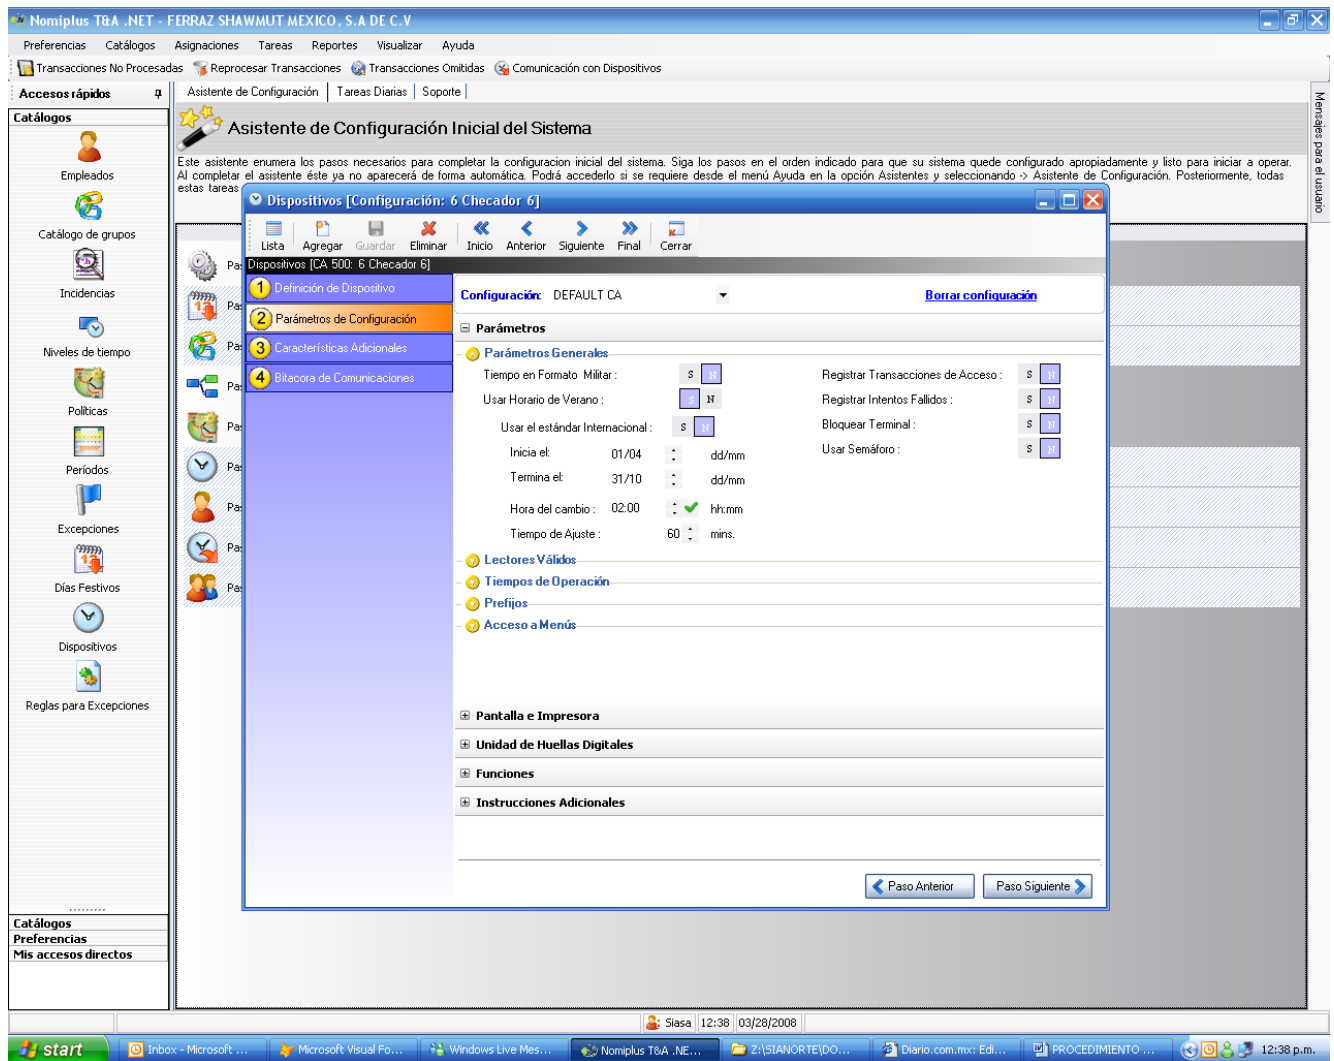 Nomiplus T&A .NET - FERRAZ SHAWMUT MEXICO, S.A DE C.V
Preferencias Catálogos Asignaciones Tareas Reportes Visualizar Ayuda
Transacciones No Procesadas Reprocesar Transacciones Transacciones Omitidas Comunicación con Dispositivos
Accesos rápidos
Catálogos
Empleados
Catálogo de grupos
Incidencias
Niveles de tiempo
Políticas
Períodos
Excepciones
Días Festivos
Dispositivos
Reglas para Excepciones
Catálogos
Preferencias
Mis accesos directos
Asistente de Configuración Tareas Diarias Soporte
Asistente de Configuración Inicial del Sistema
Este asistente enumera los pasos necesarios para completar la configuracion inicial del sistema. Siga los pasos en el orden indicado para que su sistema quede configurado apropiadamente y listo para iniciar a operar.
Al completar el asistente éste ya no aparecerá de forma automática. Podrá accederlo si se requiere desde el menú Ayuda en la opción Asistentes y seleccionando -> Asistente de Configuración. Posteriormente, todas
estas tareas
Mensajes para el usuario
Pa
Pa
Pa
Pa
Pa
Pa
Pa
Pa
Pa
Dispositivos [Configuración: 6 Checador 6]
Lista Agregar Guardar Eliminar Inicio Anterior Siguiente Final Cerrar
Dispositivos [CA 500: 6 Checador 6]
1 Definición de Dispositivo
2 Parámetros de Configuración
3 Características Adicionales
4 Bitacora de Comunicaciones
Configuración: DEFAULT CA Borrar configuración
Parámetros
Parámetros Generales
Tiempo en Formato Militar : S N Registrar Transacciones de Acceso : S N
Usar Horario de Verano : S N Registrar Intentos Fallidos : S N
Usar el estándar Internacional : S N Bloquear Terminal : S N
Inicia el: 01/04 dd/mm Usar Semáforo : S N
Termina el: 31/10 dd/mm
Hora del cambio : 02:00 hh:mm
Tiempo de Ajuste : 60 mins.
Lectores Válidos
Tiempos de Operación
Prefijos
Acceso a Menús
Pantalla e Impresora
Unidad de Huellas Digitales
Funciones
Instrucciones Adicionales
Paso Anterior Paso Siguiente
Siasa 12:38 03/28/2008
start Inbox - Microsoft ... Microsoft Visual Fo... Windows Live Mes... Nomiplus T&A .NE... Z:\SIANORTE\DO... Diario.com.mx: Edi... PROCEDIMIENTO ... 12:38 p.m.